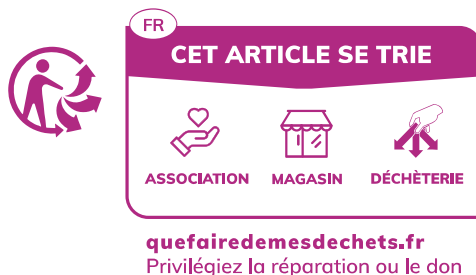 FR
CET ARTICLE SE TRIE
ASSOCIATION MAGASIN DÉCHÈTERIE
quefairedemesdechets.fr
Privilégiez la réparation ou le don